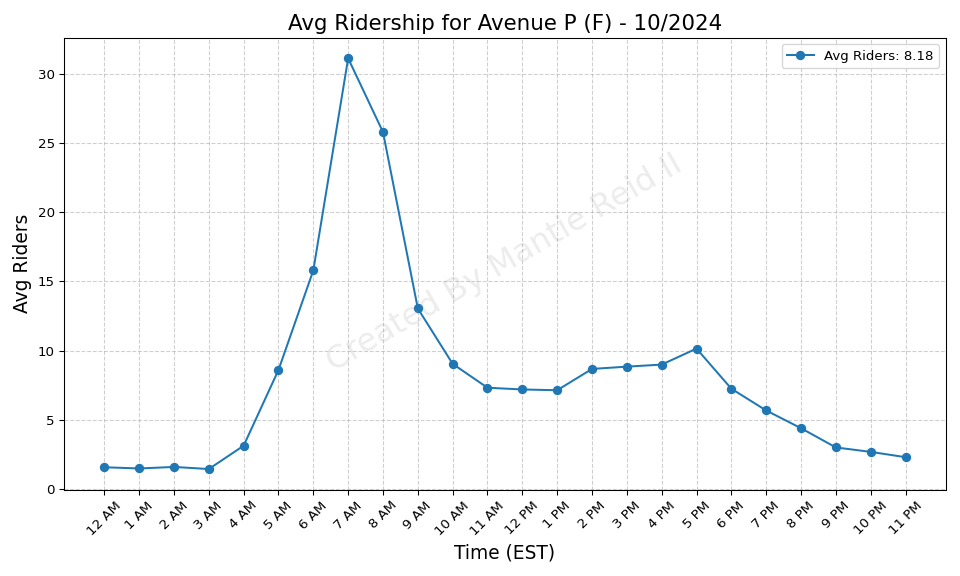 Avg Ridership for Avenue P (F) - 10/2024
Avg Riders: 8.18
Avg Riders
30
25
20
15
10
5
0
Created By Mantie Reid II
12 AM
1 AM
2 AM
3 AM
4 AM
5 AM
6 AM
7 AM
8 AM
9 AM
10 AM
11 AM
12 PM
1 PM
2 PM
3 PM
4 PM
5 PM
6 PM
7 PM
8 PM
9 PM
10 PM
11 PM
Time (EST)